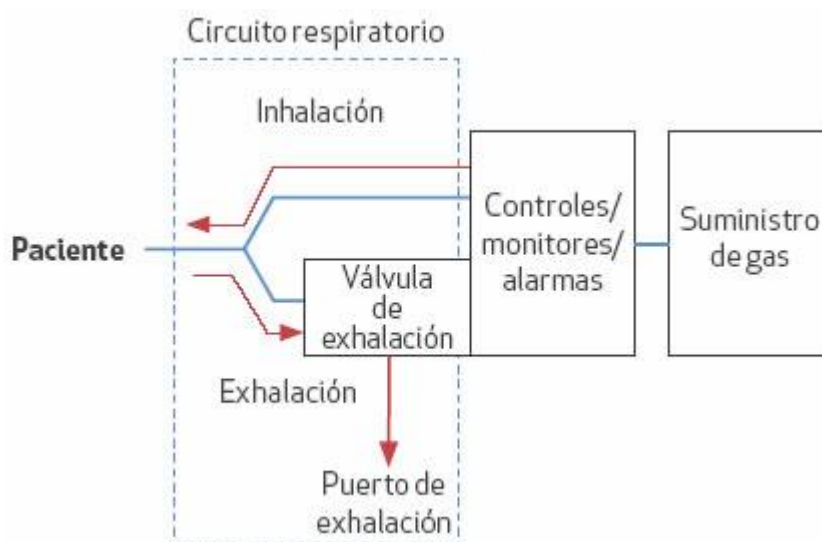 Circuito respiratorio
Inhalación
Paciente
Controles/
monitores/
alarmas
Suministro
de gas
Válvula
de
exhalación
Exhalación
Puerto de
exhalación